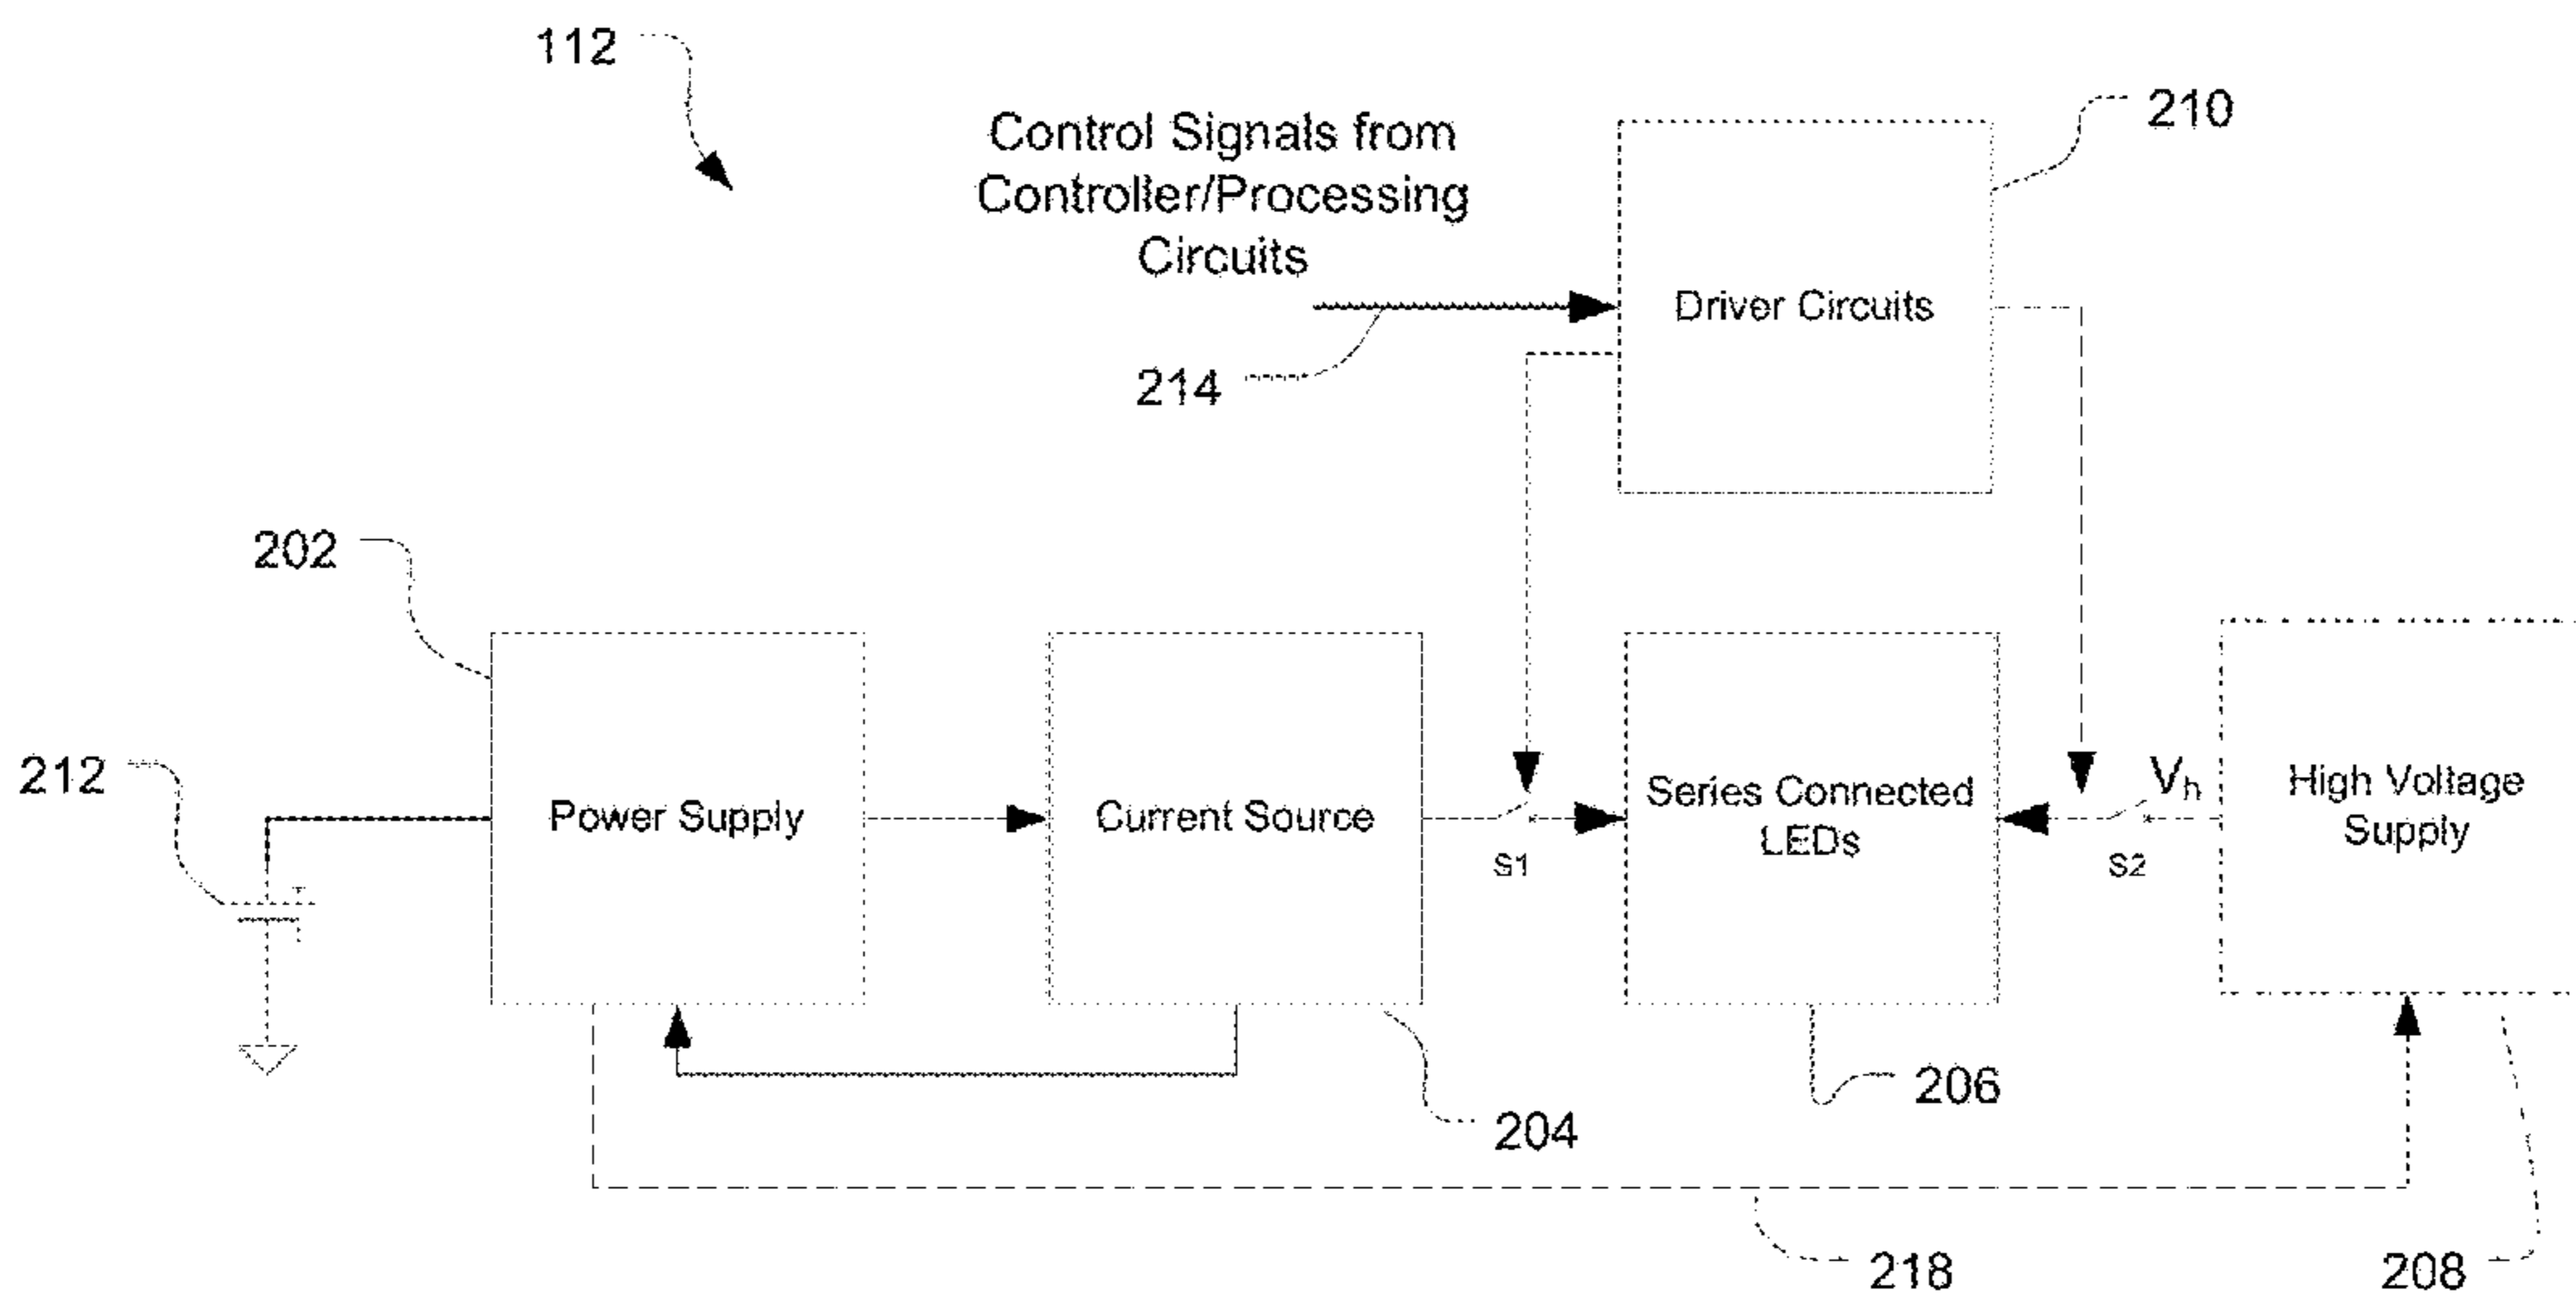 112
Control Signals from
Controller/Processing
Circuits
210
Driver Circuits
214
202
212
Power Supply
Current Source
S1
Series Connected
LEDs
S2
Vh
High Voltage
Supply
206
204
218
208